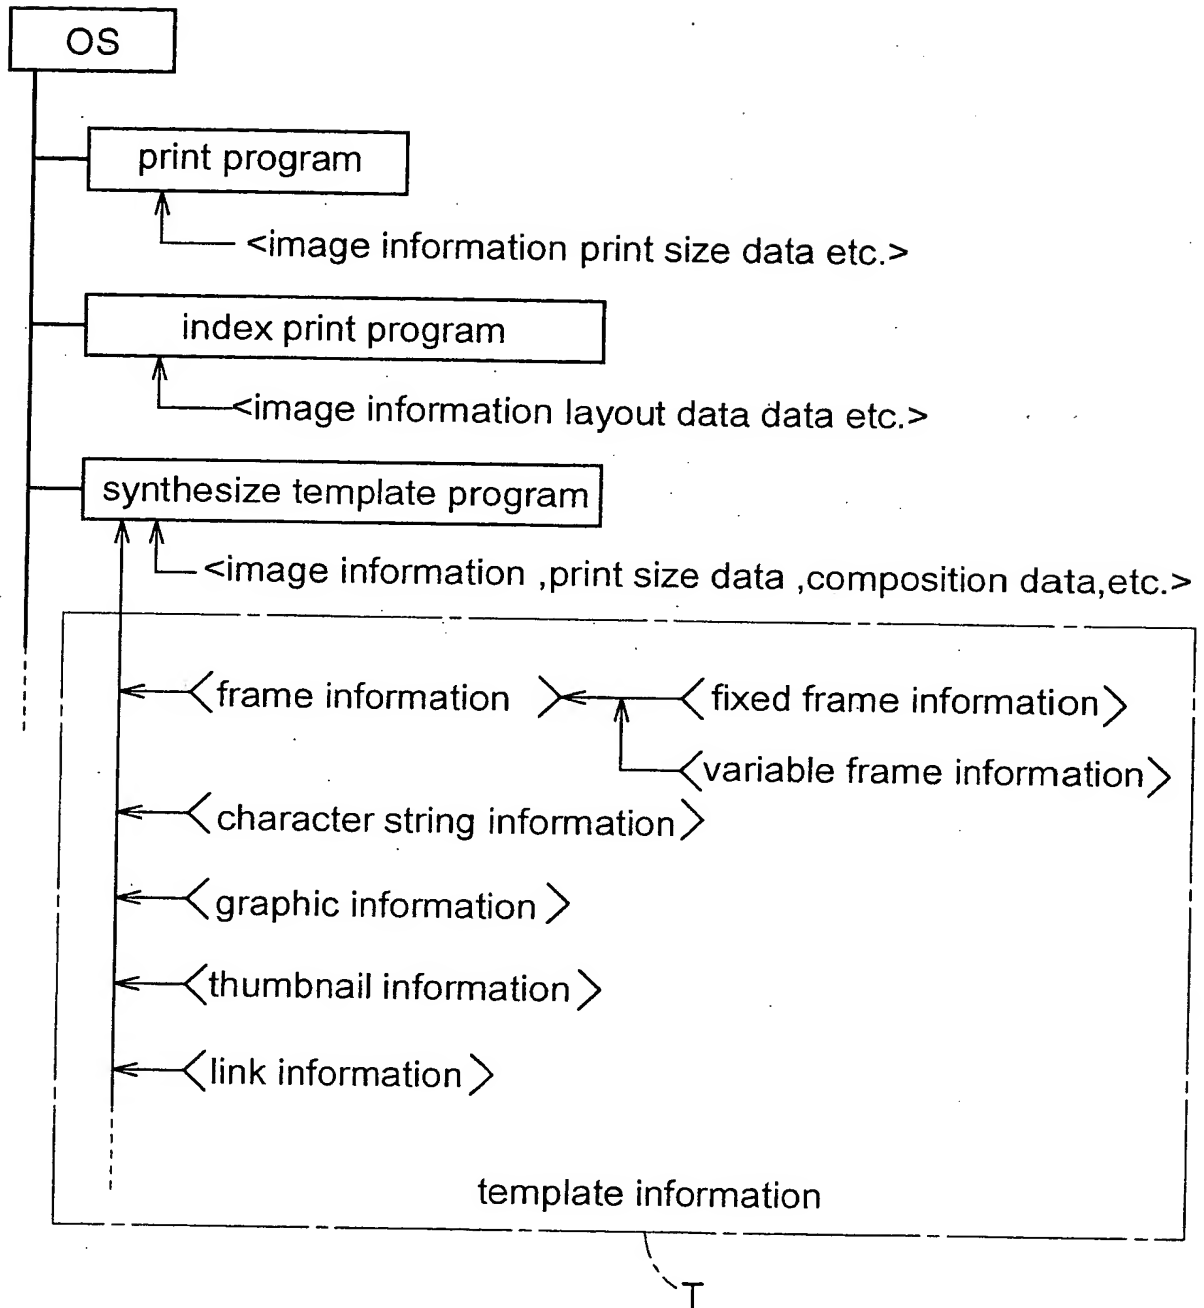 OS
print program
<image information print size data etc.>
index print program
<image information layout data data etc.>
synthesize template program
<image information ,print size data ,composition data,etc.>
<frame information > <fixed frame information>
<variable frame information>
<character string information>
<graphic information >
<thumbnail information>
<link information >
template information
T